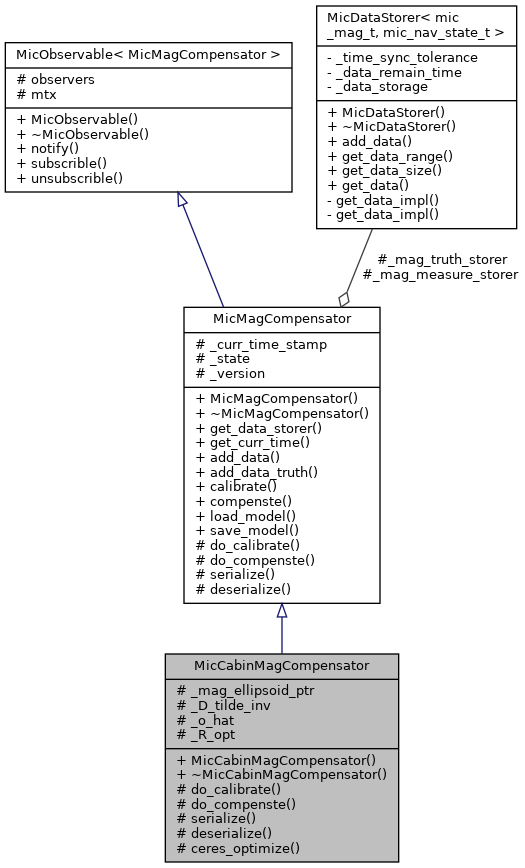 MicObservable< MicMagCompensator >
# observers
# mtx
+ MicObservable()
+ ~MicObservable()
+ notify()
+ subscrible()
+ unsubscrible()
MicDataStorer< mic
_mag_t, mic_nav_state_t >
- _time_sync_tolerance
- _data_remain_time
- _data_storage
+ MicDataStorer()
+ ~MicDataStorer()
+ add_data()
+ get_data_range()
+ get_data_size()
+ get_data()
- get_data_impl()
- get_data_impl()
#_mag_truth_storer
#_mag_measure_storer
MicMagCompensator
# _curr_time_stamp
# _state
# _version
+ MicMagCompensator()
+ ~MicMagCompensator()
+ get_data_storer()
+ get_curr_time()
+ add_data()
+ add_data_truth()
+ calibrate()
+ compenste()
+ load_model()
+ save_model()
# do_calibrate()
# do_compenste()
# serialize()
# deserialize()
MicCabinMagCompensator
# _mag_ellipsoid_ptr
# _D_tilde_inv
# _o_hat
# _R_opt
+ MicCabinMagCompensator()
+ ~MicCabinMagCompensator()
# do_calibrate()
# do_compenste()
# serialize()
# deserialize()
# ceres_optimize()